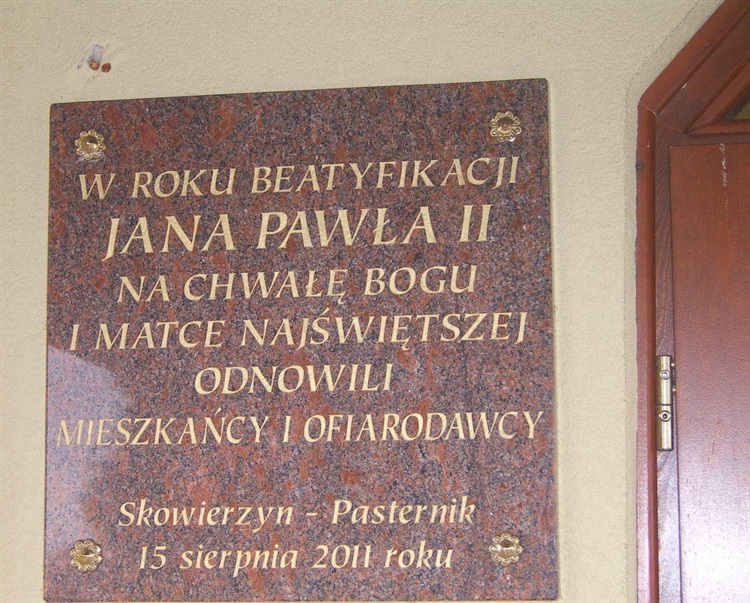 W ROKU BEATYFIKACJI
JANA PAWŁA II
NA CHWAŁĘ BOGU
I MATCE NAJŚWIĘTSZEJ
ODNOWILI
MIESZKAŃCY I OFIARODAWCY
Skowierzyn - Pasternik
15 sierpnia 2011 roku